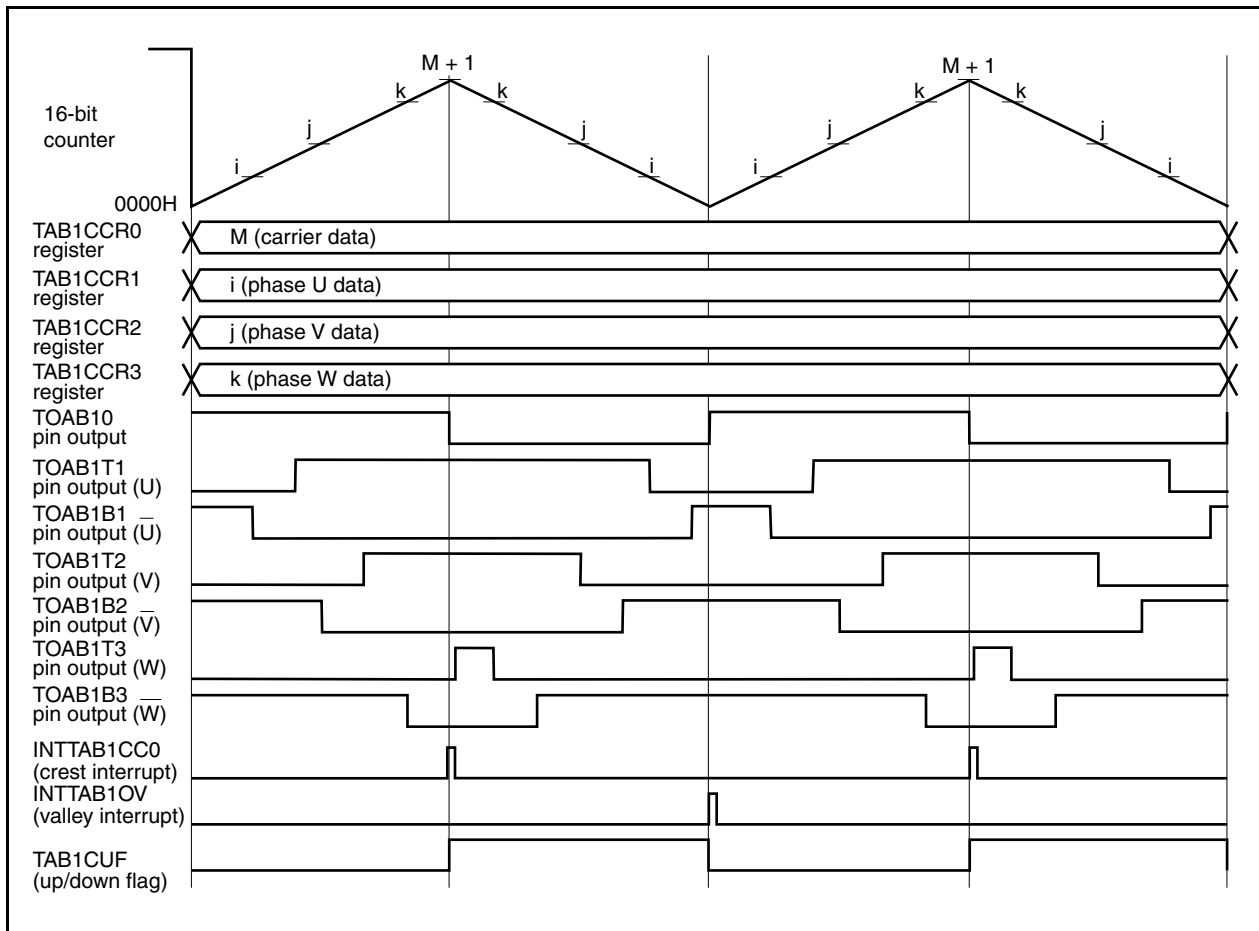 M + 1
M + 1
k
k
k
k
16-bit
counter
j
j
j
j
i
i
i
i
0000H
TAB1CCR0
register
M (carrier data)
TAB1CCR1
register
i (phase U data)
TAB1CCR2
register
j (phase V data)
TAB1CCR3
register
k (phase W data)
TOAB10
pin output
TOAB1T1
pin output (U)
TOAB1B1
pin output (U̅)
TOAB1T2
pin output (V)
TOAB1B2
pin output (V̅)
TOAB1T3
pin output (W)
TOAB1B3
pin output (W̅)
INTTAB1CC0
(crest interrupt)
INTTAB1OV
(valley interrupt)
TAB1CUF
(up/down flag)